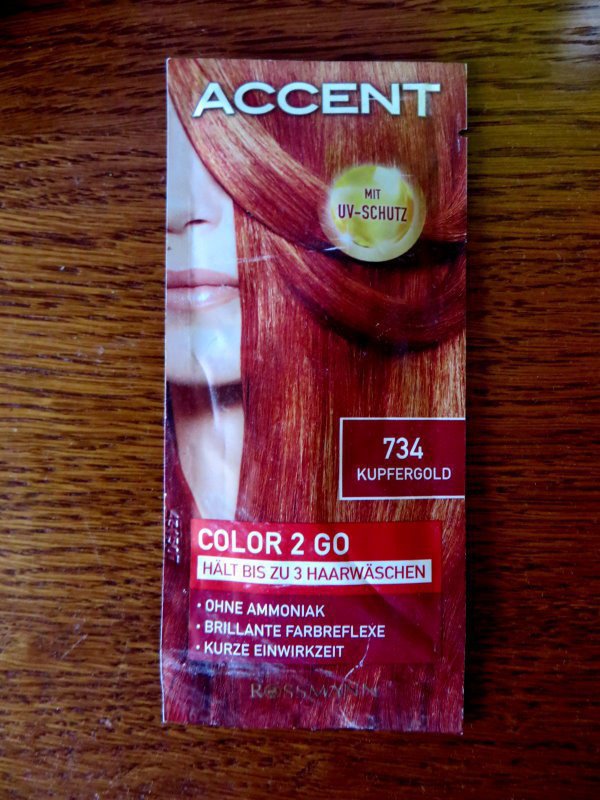 ACCENT
MIT
UV-SCHUTZ
734
KUPFERGOLD
COLOR 2 GO
HÄLT BIS ZU 3 HAARWÄSCHEN
• OHNE AMMONIAK
• BRILLANTE FARBREFLEXE
• KURZE EINWIRKZEIT
ROSSMANN